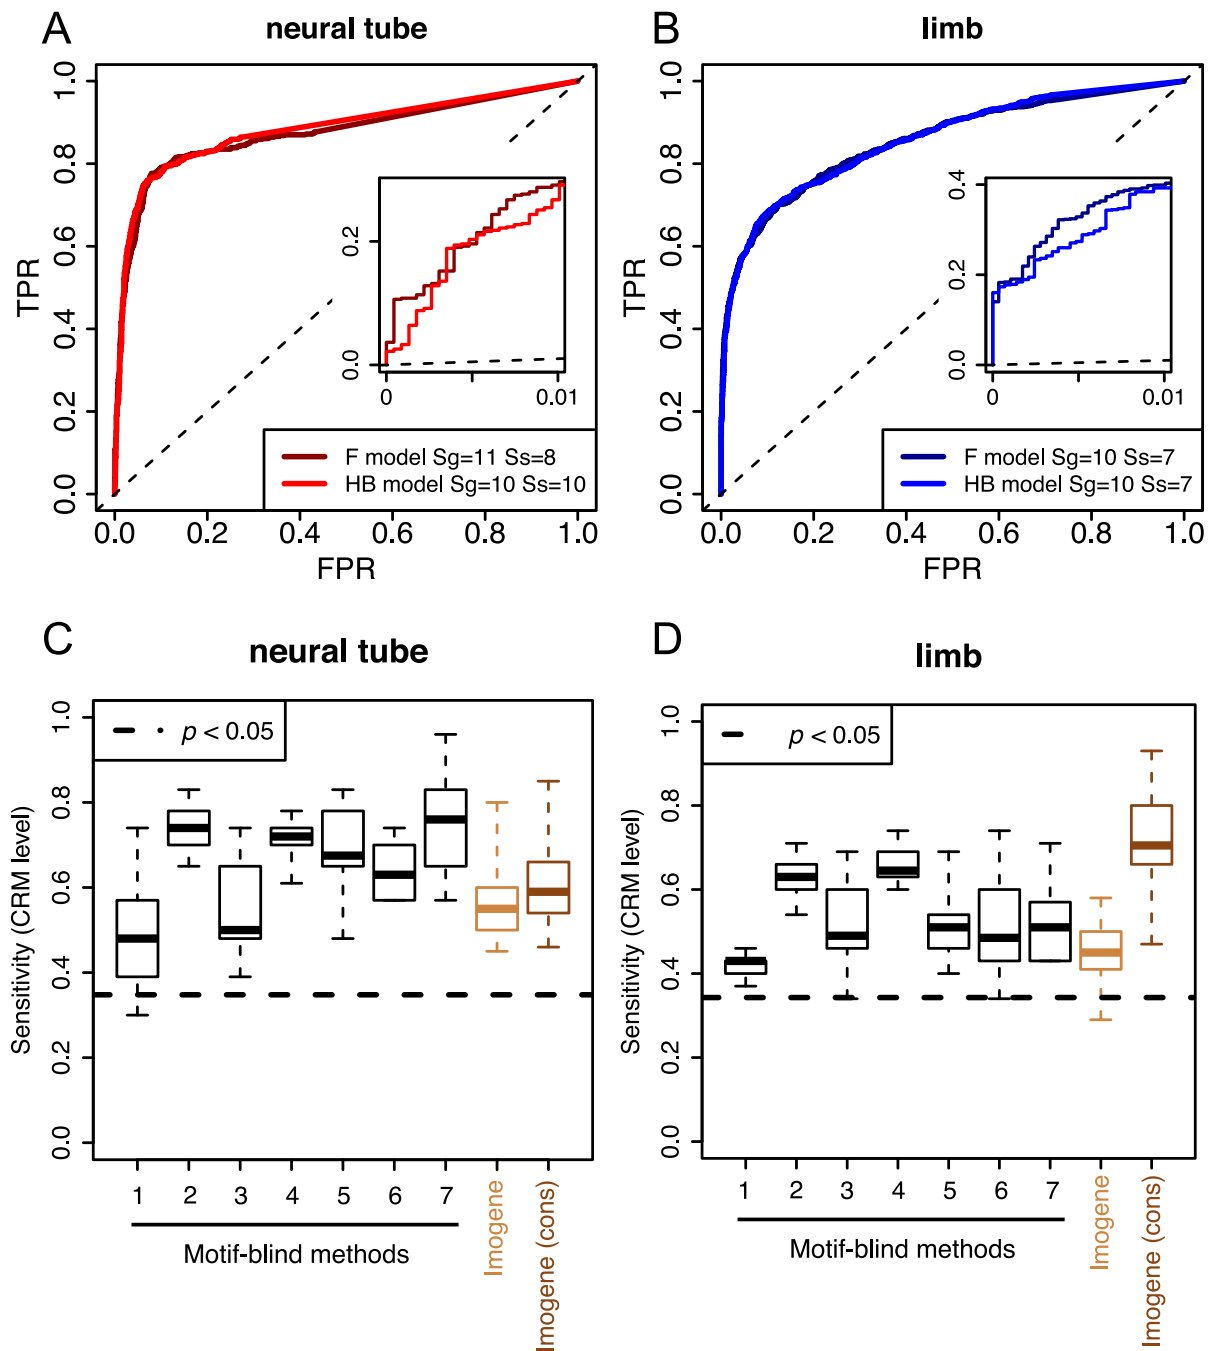 A
neural tube
TPR
1.0
0.8
0.6
0.4
0.2
0.0
0.2
0.0
0
0.01
F model Sg=11 Ss=8
HB model Sg=10 Ss=10
0.0 0.2 0.4 0.6 0.8 1.0
FPR
B
limb
TPR
1.0
0.8
0.6
0.4
0.2
0.0
0.4
0.2
0.0
0
0.01
F model Sg=10 Ss=7
HB model Sg=10 Ss=7
0.0 0.2 0.4 0.6 0.8 1.0
FPR
C
neural tube
Sensitivity (CRM level)
1.0
0.8
0.6
0.4
0.2
0.0
p < 0.05
1 2 3 4 5 6 7 Imogene Imogene (cons)
Motif-blind methods
D
limb
Sensitivity (CRM level)
1.0
0.8
0.6
0.4
0.2
0.0
p < 0.05
1 2 3 4 5 6 7 Imogene Imogene (cons)
Motif-blind methods